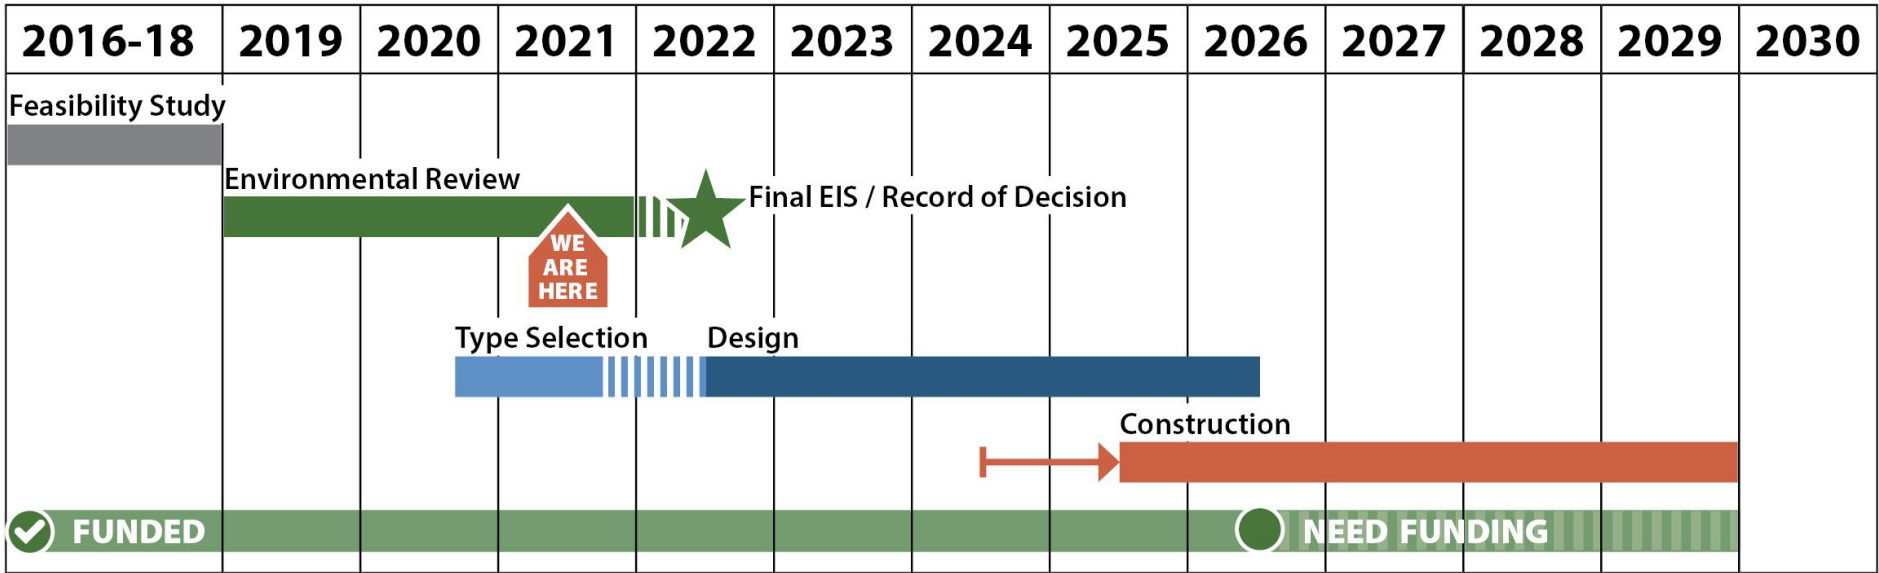 2016-18 2019 2020 2021 2022 2023 2024 2025 2026 2027 2028 2029 2030
Feasibility Study
Environmental Review
Final EIS / Record of Decision
WE
ARE
HERE
Type Selection Design
Construction
FUNDED NEED FUNDING